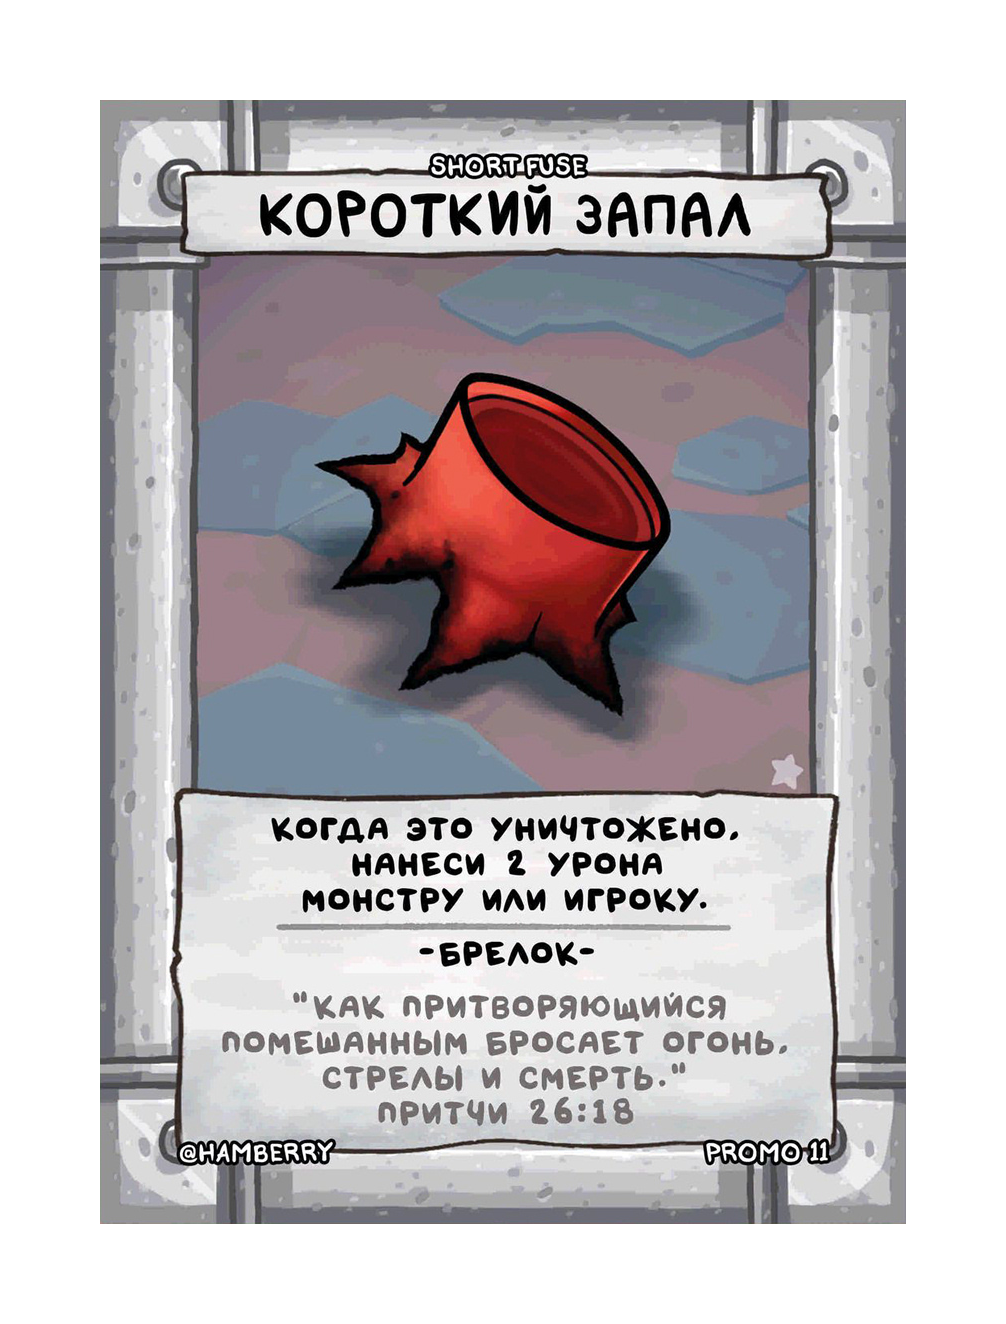 SHORT FUSE
КОРОТКИЙ ЗАПАЛ
КОГДА ЭТО УНИЧТОЖЕНО,
НАНЕСИ 2 УРОНА
МОНСТРУ ИЛИ ИГРОКУ.
-БРЕЛОК-
"КАК ПРИТВОРЯЮЩИЙСЯ
ПОМЕШАННЫМ БРОСАЕТ ОГОНЬ,
СТРЕЛЫ И СМЕРТЬ."
ПРИТЧИ 26:18
@HAMBERRY
PROMO-11